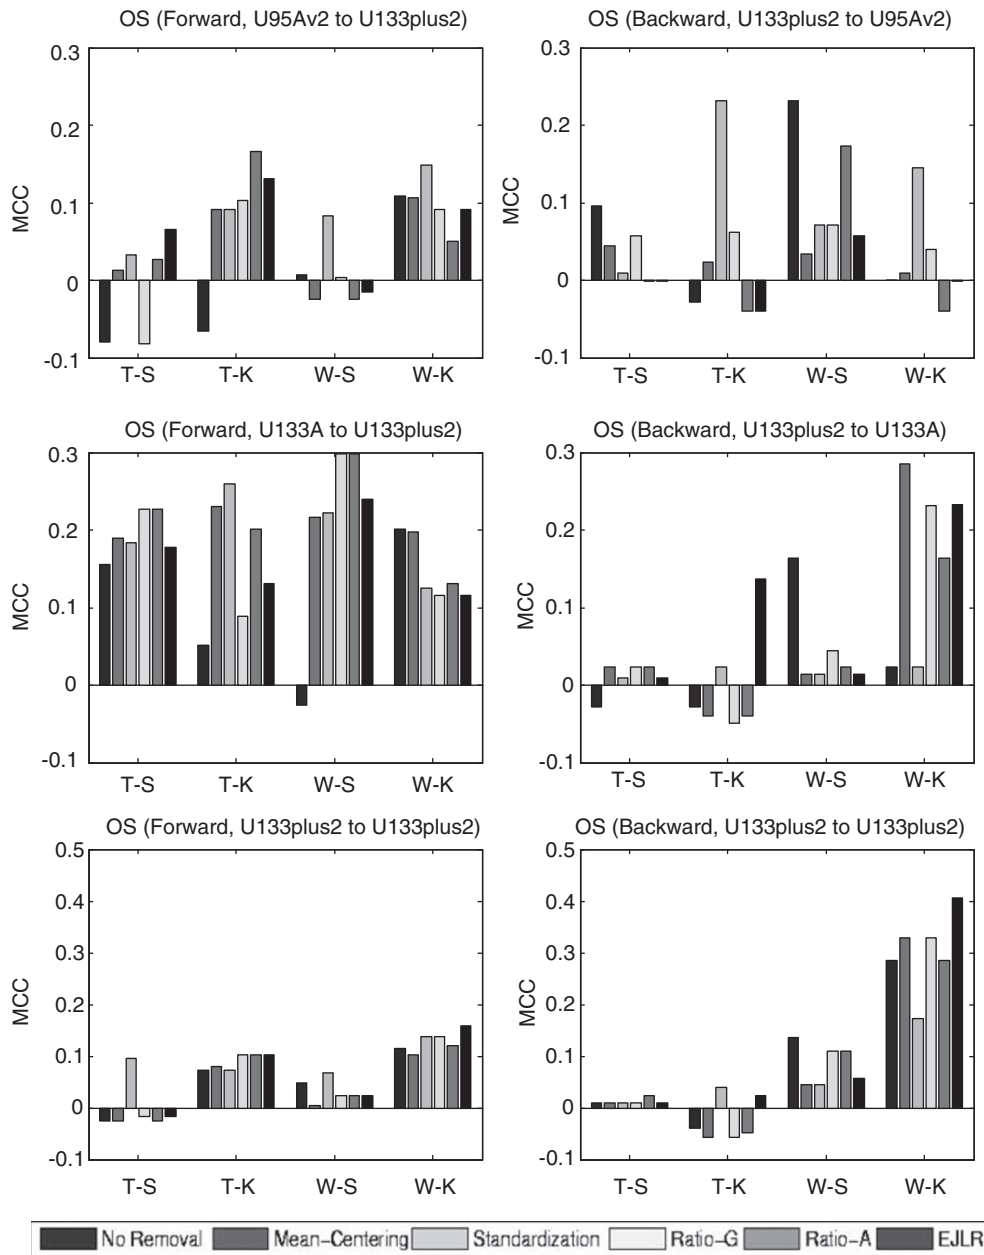 OS (Forward, U95Av2 to U133plus2)
0.3
0.2
0.1
0
-0.1
MCC
T-S T-K W-S W-K
OS (Backward, U133plus2 to U95Av2)
0.3
0.2
0.1
0
-0.1
MCC
T-S T-K W-S W-K
OS (Forward, U133A to U133plus2)
0.3
0.2
0.1
0
-0.1
MCC
T-S T-K W-S W-K
OS (Backward, U133plus2 to U133A)
0.3
0.2
0.1
0
-0.1
MCC
T-S T-K W-S W-K
OS (Forward, U133plus2 to U133plus2)
0.5
0.4
0.3
0.2
0.1
0
-0.1
MCC
T-S T-K W-S W-K
OS (Backward, U133plus2 to U133plus2)
0.5
0.4
0.3
0.2
0.1
0
-0.1
MCC
T-S T-K W-S W-K
No Removal Mean-Centering Standardization Ratio-G Ratio-A EJLR